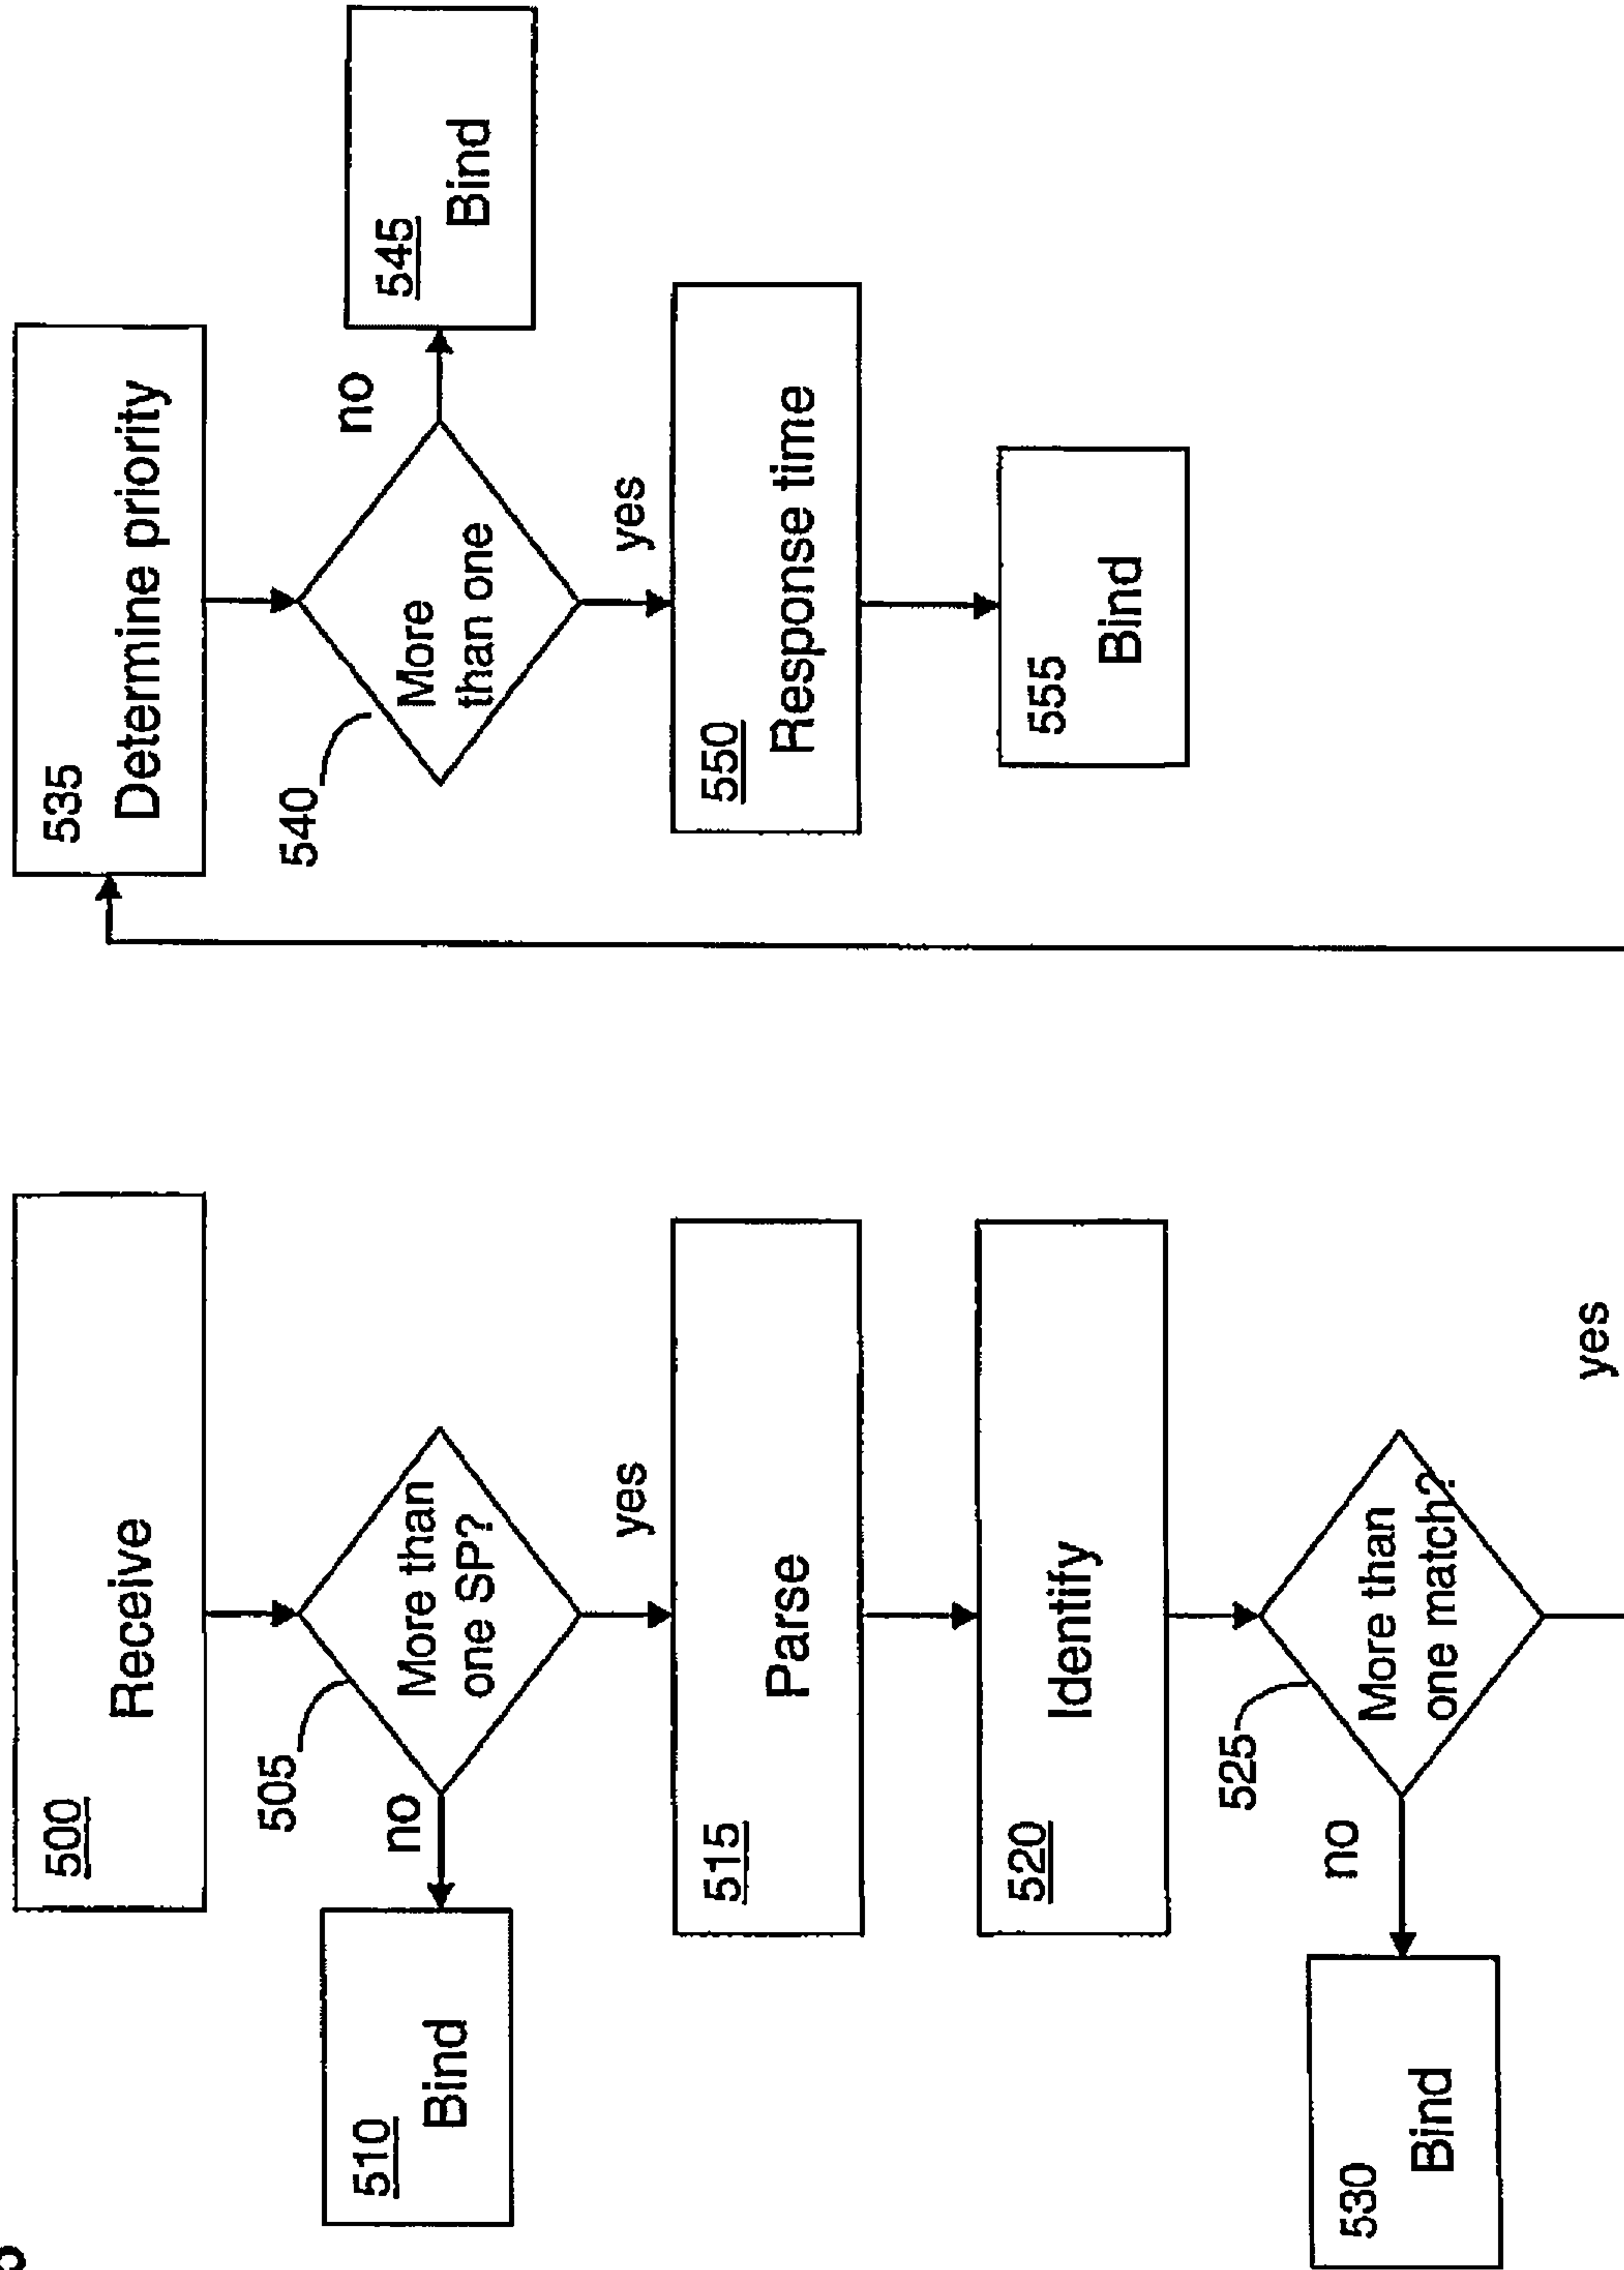 500
Receive
505
More than
one SP?
no
510
Bind
yes
515
Parse
520
Identify
525
More than
one match?
no
530
Bind
yes
535
Determine priority
540
More
than one
no
545
Bind
yes
550
Response time
555
Bind